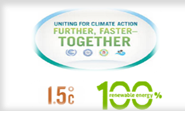 UNITING FOR CLIMATE ACTION
FURTHER, FASTER–
TOGETHER
1.5°C
100%
renewable energy